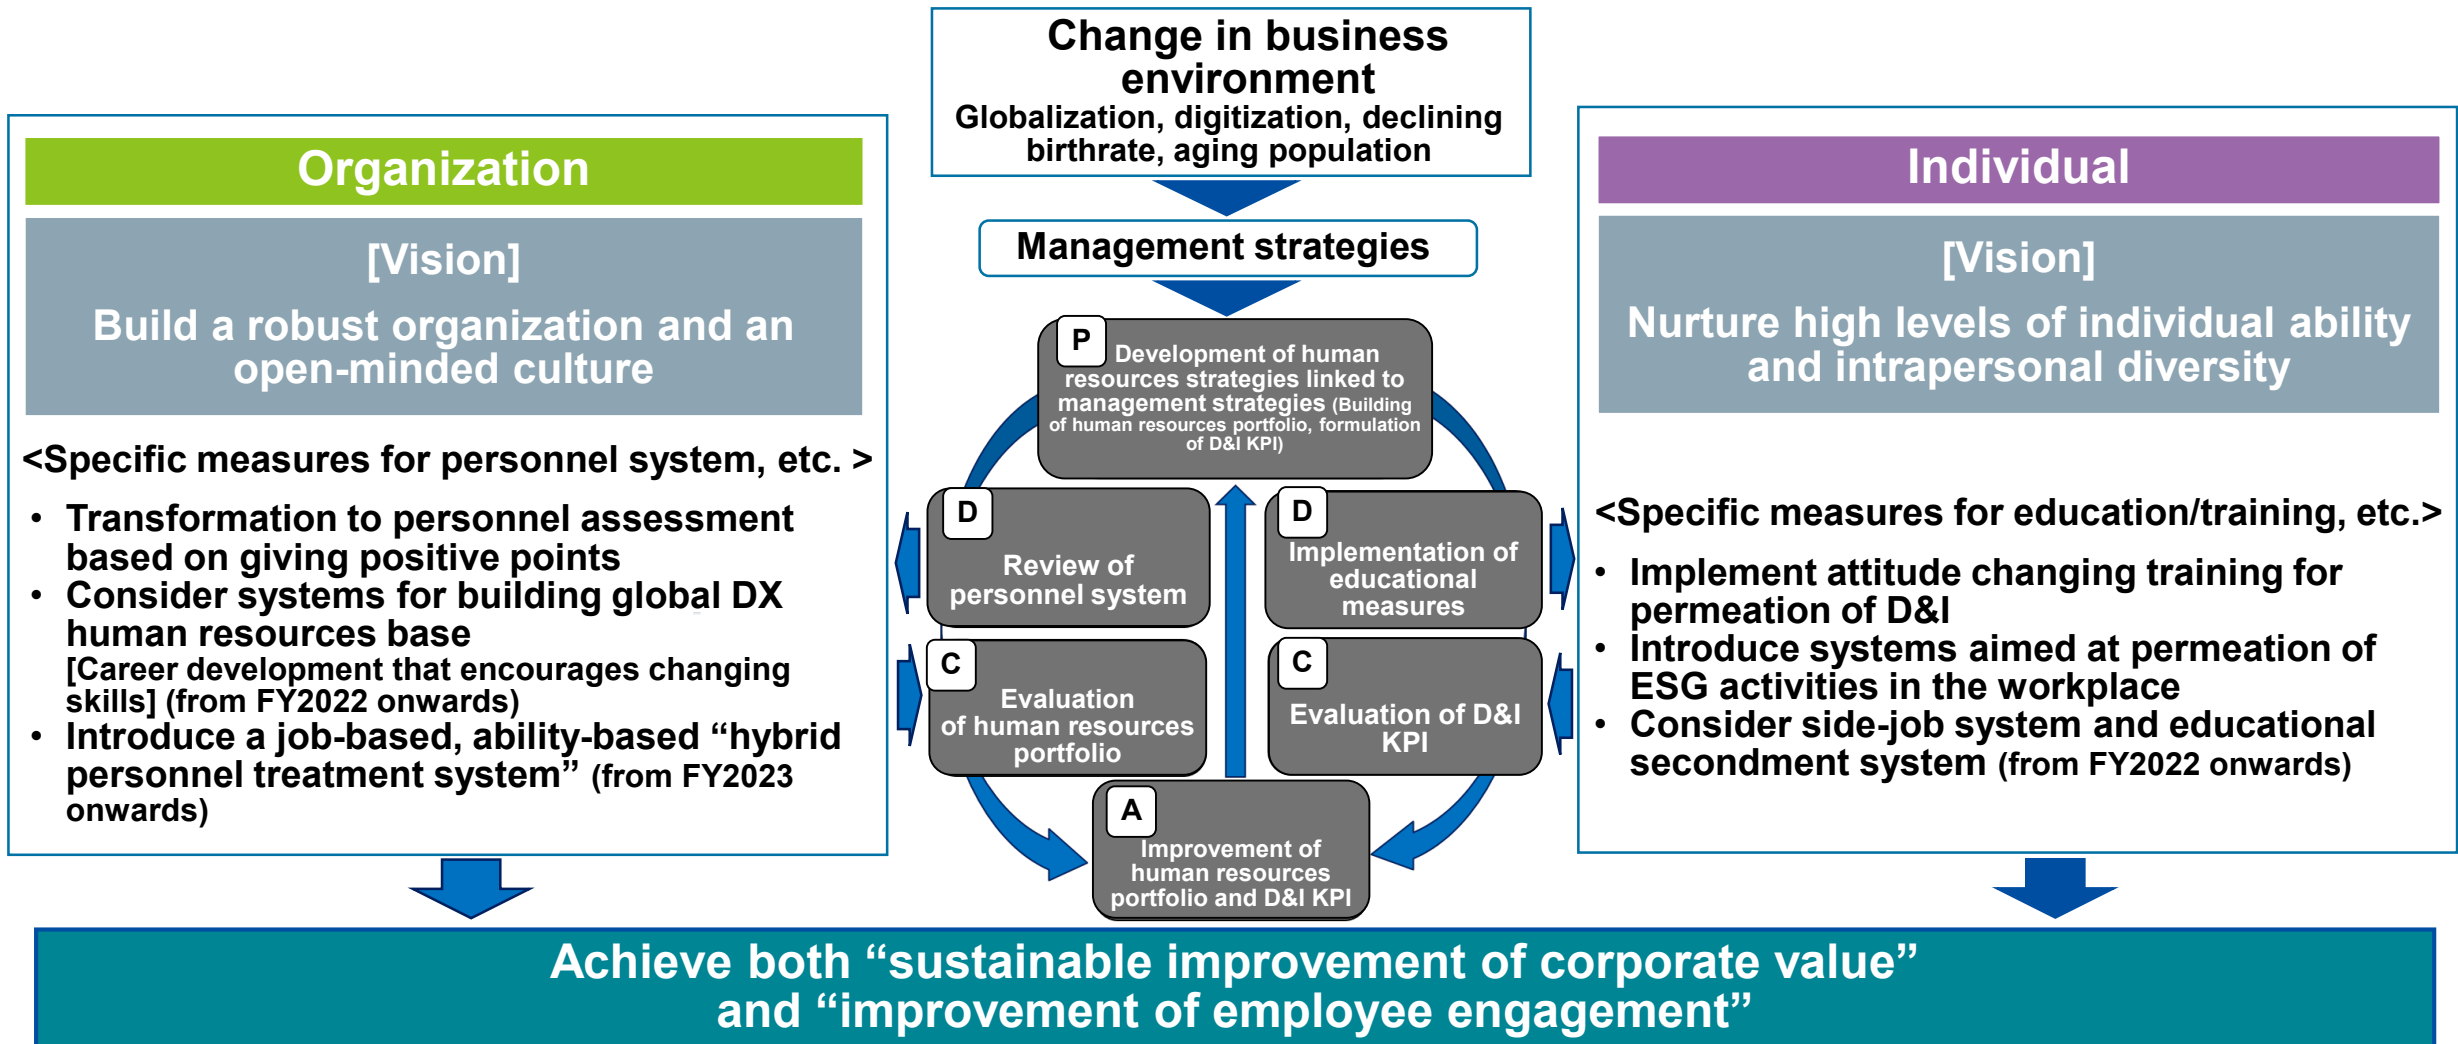 Change in business
environment
Globalization, digitization, declining
birthrate, aging population
Management strategies
Organization
[Vision]
Build a robust organization and an
open-minded culture
<Specific measures for personnel system, etc. >
• Transformation to personnel assessment
based on giving positive points
• Consider systems for building global DX
human resources base
[Career development that encourages changing
skills] (from FY2022 onwards)
• Introduce a job-based, ability-based “hybrid
personnel treatment system” (from FY2023
onwards)
P
Development of human
resources strategies linked to
management strategies (Building
of human resources portfolio, formulation
of D&I KPI)
D
Review of
personnel system
D
Implementation of
educational
measures
C
Evaluation
of human resources
portfolio
C
Evaluation of D&I
KPI
A
Improvement of
human resources
portfolio and D&I KPI
Individual
[Vision]
Nurture high levels of individual ability
and intrapersonal diversity
<Specific measures for education/training, etc.>
• Implement attitude changing training for
permeation of D&I
• Introduce systems aimed at permeation of
ESG activities in the workplace
• Consider side-job system and educational
secondment system (from FY2022 onwards)
Achieve both “sustainable improvement of corporate value”
and “improvement of employee engagement”